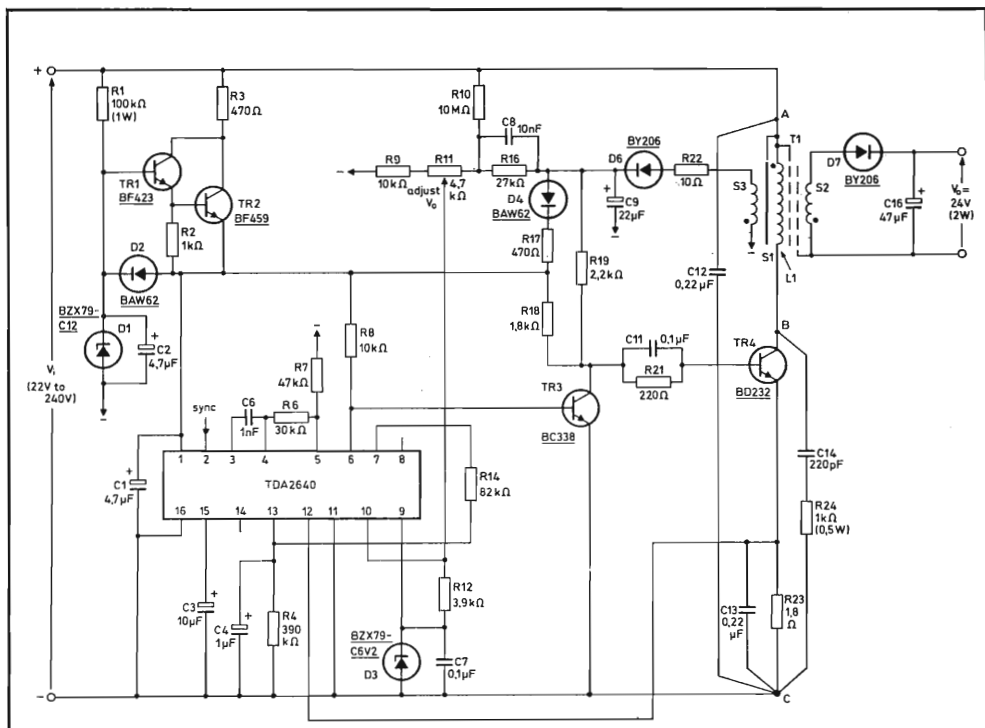 +
R1
100kΩ
(1W)
R3
470Ω
TR1
BF423
TR2
BF459
R2
1kΩ
D2
BAW62
BZX79-
C12
D1
+
C2
4,7µF
Vi
(22V to
240V)
-
R10
10MΩ
C8
10nF
R9
10kΩ
R11
4,7
kΩ
adjust
Vo
R16
27kΩ
D4
BAW62
R17
470Ω
R18
1,8kΩ
R19
2,2kΩ
+
C9
22µF
-
D6
BY206
R22
10Ω
S3
-
A
T1
S1
L1
S2
D7
BY206
+
C16
47µF
Vo=
24V
(2W)
C12
0,22µF
B
R8
10kΩ
-
R7
47kΩ
C6
1nF
R6
30kΩ
sync
C11
0,1µF
R21
220Ω
TR3
BC338
TR4
BD232
C14
220pF
R24
1kΩ
(0,5W)
1 2 3 4 5 6 7 8
TDA2640
16 15 14 13 12 11 10 9
R14
82kΩ
+
C1
4,7µF
C3
10µF
+
C4
1µF
+
R4
390
kΩ
R12
3,9kΩ
BZX79-
C6V2
D3
C7
0,1µF
C13
0,22
µF
R23
1,8
Ω
C
-